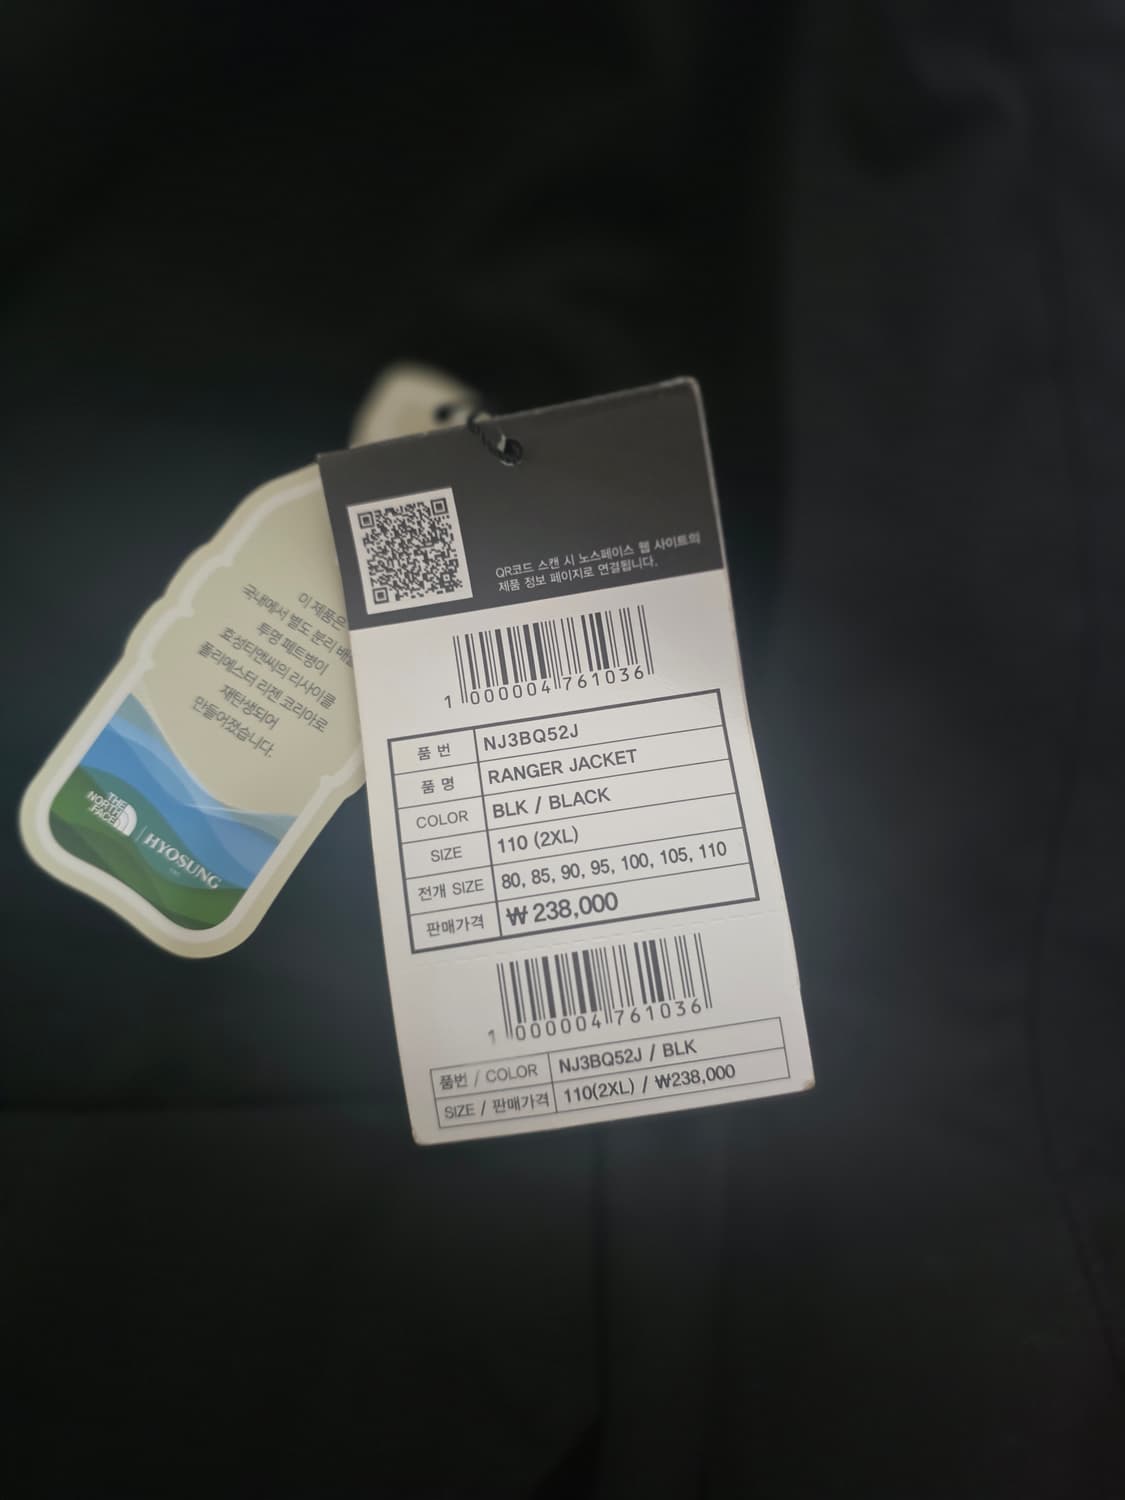 QR코드 스캔 시 노스페이스 웹 사이트의
제품 정보 페이지로 연결됩니다.
1 000004 761036
품 번 NJ3BQ52J
품 명 RANGER JACKET
COLOR BLK / BLACK
SIZE 110 (2XL)
전개 SIZE 80, 85, 90, 95, 100, 105, 110
판매가격 ₩ 238,000
1 000004 761036
품번 / COLOR NJ3BQ52J / BLK
SIZE / 판매가격 110(2XL) / ₩238,000
이 제품은
국내에서 별도 분리
투명 페트병이
효성티앤씨의 리사이클
폴리에스터 리젠 코리아로
재탄생되어
만들어졌습니다.
THE
NORTH
FACE
HYOSUNG